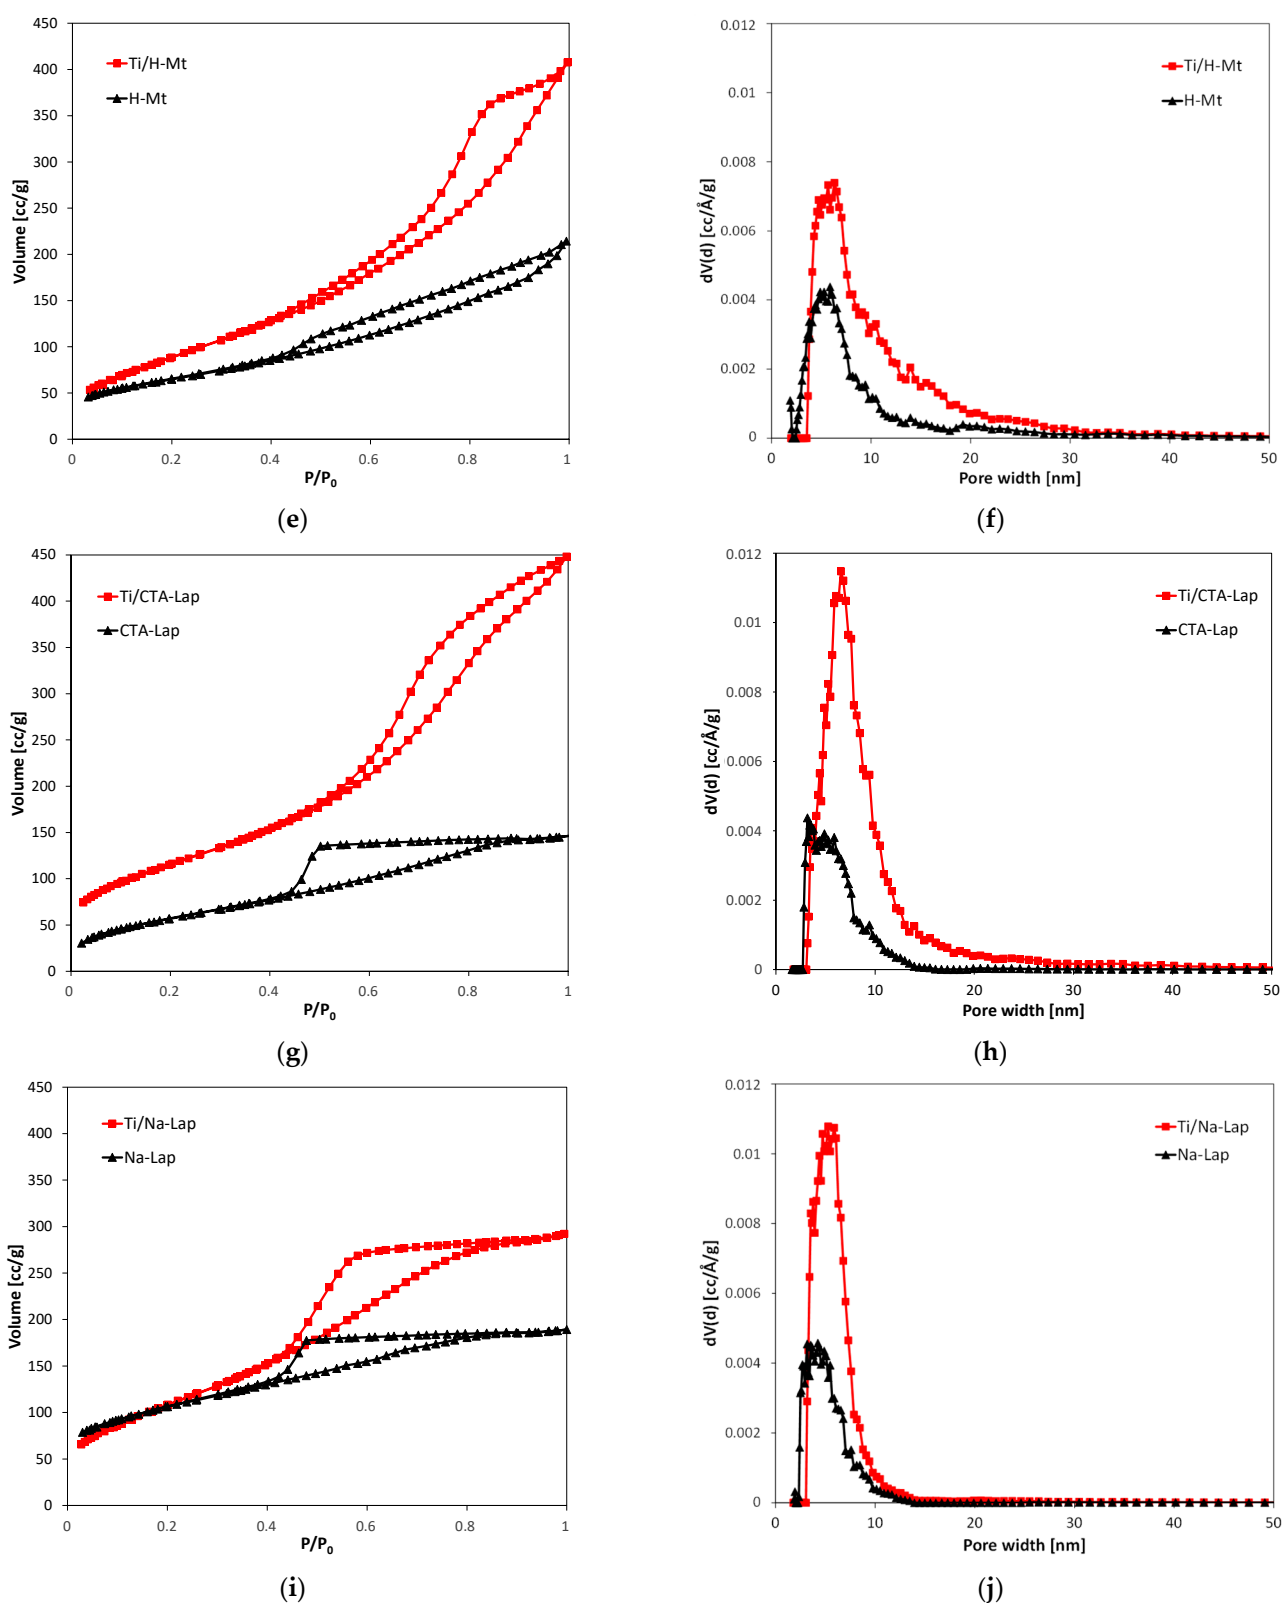 450
400
350
300
250
200
150
100
50
0
Volume [cc/g]
Ti/H-Mt
H-Mt
0 0.2 0.4 0.6 0.8 1
P/P0
(e)
0.012
0.01
0.008
0.006
0.004
0.002
0
dV(d) [cc/Å/g]
Ti/H-Mt
H-Mt
0 10 20 30 40 50
Pore width [nm]
(f)
450
400
350
300
250
200
150
100
50
0
Volume [cc/g]
Ti/CTA-Lap
CTA-Lap
0 0.2 0.4 0.6 0.8 1
P/P0
(g)
0.012
0.01
0.008
0.006
0.004
0.002
0
dV(d) [cc/Å/g]
Ti/CTA-Lap
CTA-Lap
0 10 20 30 40 50
Pore width [nm]
(h)
450
400
350
300
250
200
150
100
50
0
Volume [cc/g]
Ti/Na-Lap
Na-Lap
0 0.2 0.4 0.6 0.8 1
P/P0
(i)
0.012
0.01
0.008
0.006
0.004
0.002
0
dV(d) [cc/Å/g]
Ti/Na-Lap
Na-Lap
0 10 20 30 40 50
Pore width [nm]
(j)